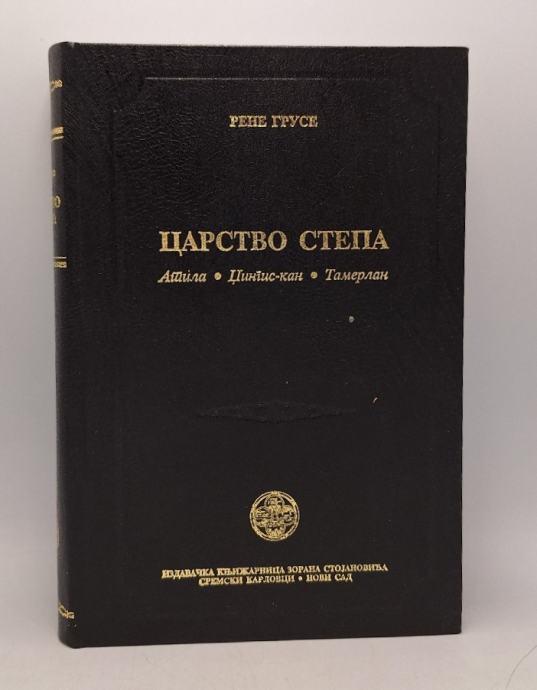 РЕНЕ ГРУСЕ
ЦАРСТВО СТЕПА
Атила • Џингис-кан • Тамерлан
ИЗДАВАЧКА КЊИЖАРНИЦА ЗОРАНА СТОЈАНОВИЋА
СРЕМСКИ КАРЛОВЦИ • НОВИ САД